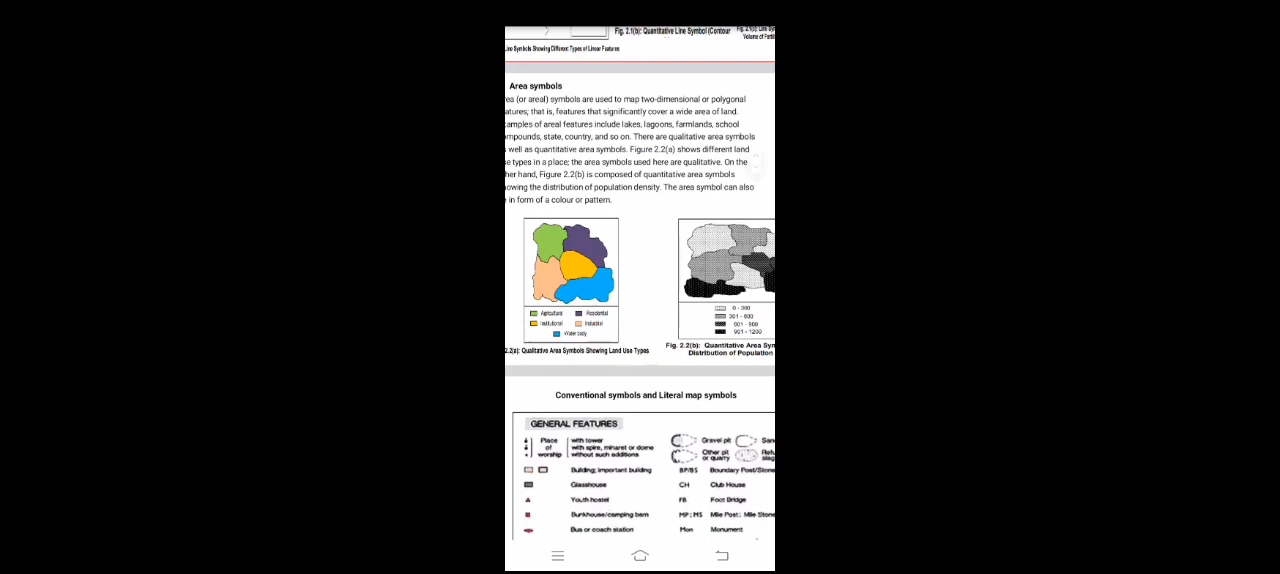 Fig. 2.1(b): Quantitative Line Symbol (Contour
Volume of Fertil
Line Symbols Showing Different Types of Linear Features
Area symbols
ea (or areal) symbols are used to map two-dimensional or polygonal
atures; that is, features that significantly cover a wide area of land.
amples of areal features include lakes, lagoons, farmlands, school
mpounds, state, country, and so on. There are qualitative area symbols
well as quantitative area symbols. Figure 2.2(a) shows different land
e types in a place; the area symbols used here are qualitative. On the
her hand, Figure 2.2(b) is composed of quantitative area symbols
owing the distribution of population density. The area symbol can also
in form of a colour or pattern.
Agricultural Residential
Institutional Industrial
Water body
2.2(a): Qualitative Area Symbols Showing Land Use Types
0 - 300
301 - 600
601 - 900
901 - 1200
Fig. 2.2(b): Quantitative Area Sym
Distribution of Population
Conventional symbols and Literal map symbols
GENERAL FEATURES
Place of worship
with tower
with spire, minaret or dome
without such additions
Gravel pit San
Other pit or quarry Refu slag
Building; important building BP/BS Boundary Post/Stone
Glasshouse CH Club House
Youth hostel FB Foot Bridge
Bunkhouse/camping barn MP; MS Mile Post; Mile Stone
Bus or coach station Mon Monument